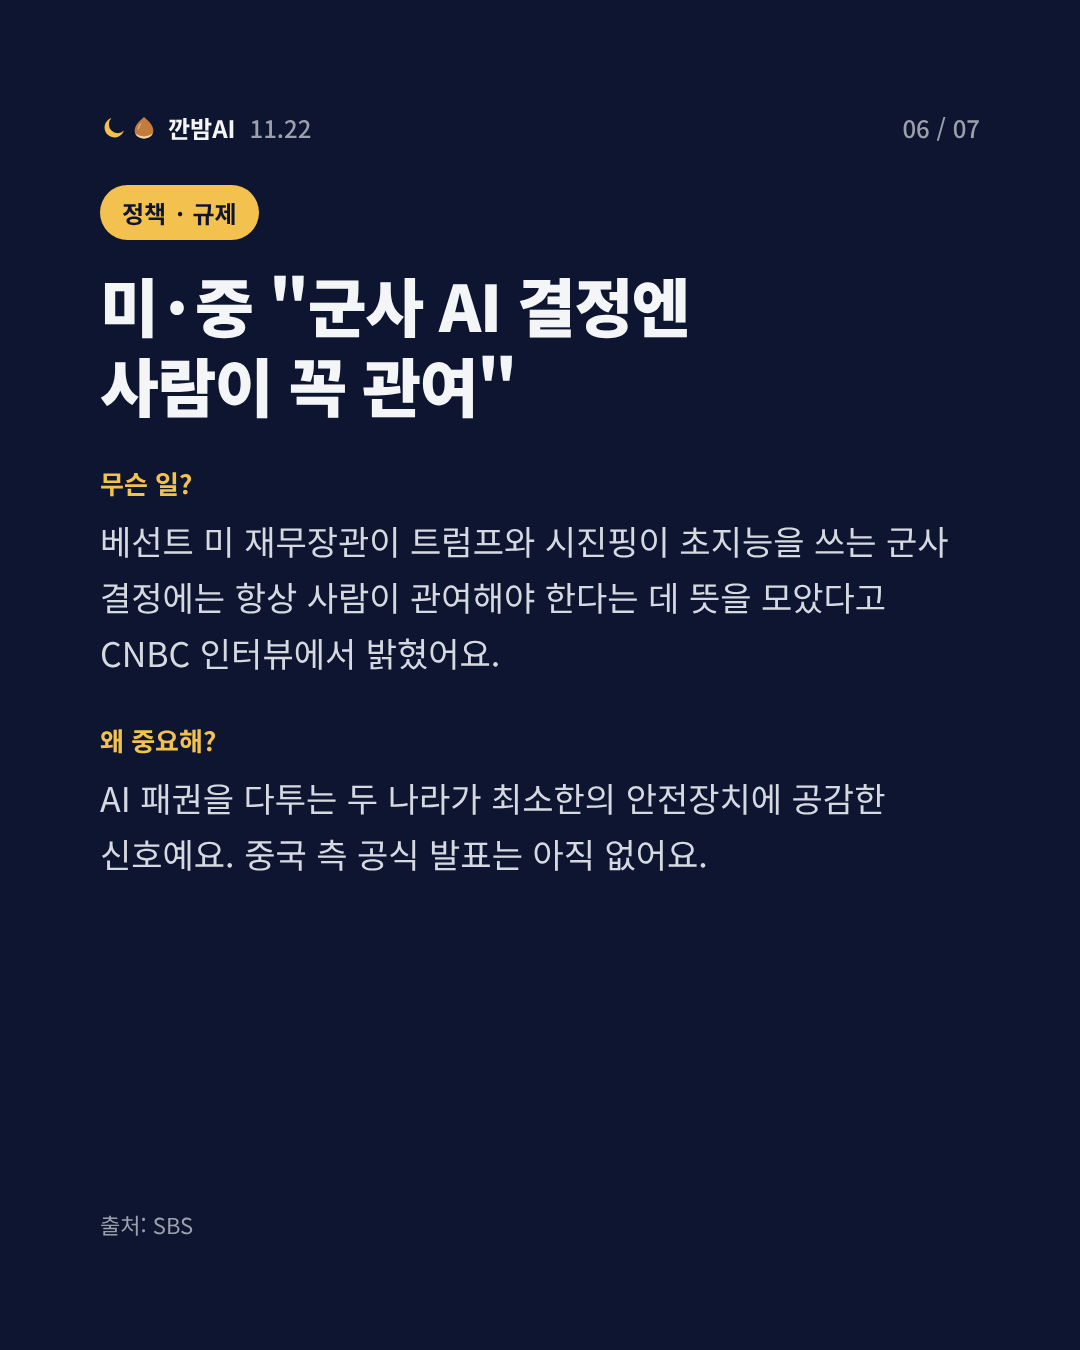 깐밤AI 11.22
06 / 07
정책 · 규제
미·중 "군사 AI 결정엔
사람이 꼭 관여"
무슨 일?
베선트 미 재무장관이 트럼프와 시진핑이 초지능을 쓰는 군사
결정에는 항상 사람이 관여해야 한다는 데 뜻을 모았다고
CNBC 인터뷰에서 밝혔어요.
왜 중요해?
AI 패권을 다투는 두 나라가 최소한의 안전장치에 공감한
신호예요. 중국 측 공식 발표는 아직 없어요.
출처: SBS